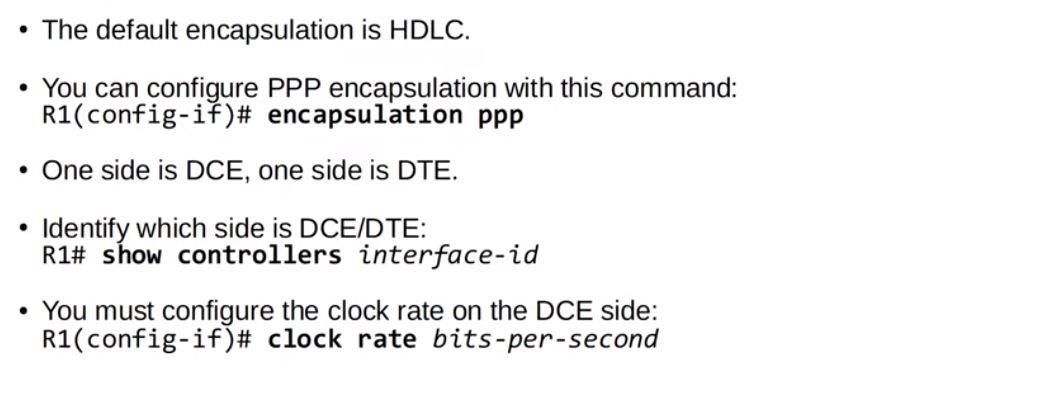 • The default encapsulation is HDLC.
• You can configure PPP encapsulation with this command:
R1(config-if)# encapsulation ppp
• One side is DCE, one side is DTE.
• Identify which side is DCE/DTE:
R1# show controllers interface-id
• You must configure the clock rate on the DCE side:
R1(config-if)# clock rate bits-per-second